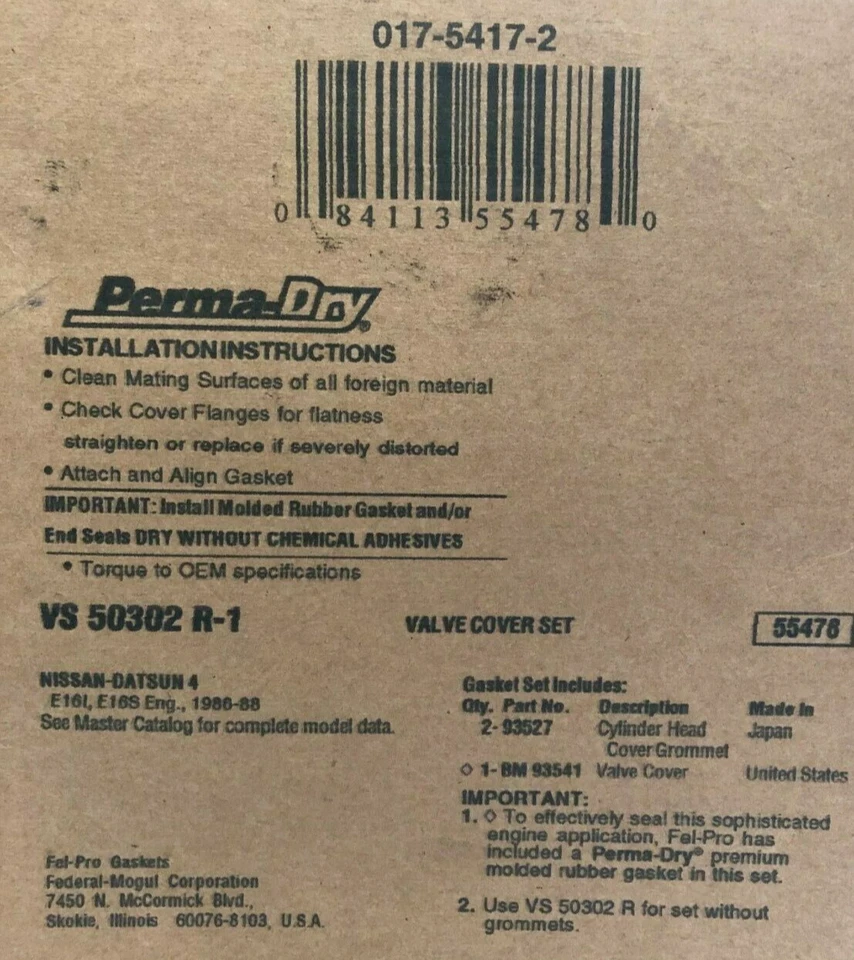 017-5417-2
0 84113 55478 0
Perma-Dry®
INSTALLATION INSTRUCTIONS
• Clean Mating Surfaces of all foreign material
• Check Cover Flanges for flatness
straighten or replace if severely distorted
• Attach and Align Gasket
IMPORTANT: Install Molded Rubber Gasket and/or
End Seals DRY WITHOUT CHEMICAL ADHESIVES
• Torque to OEM specifications
VS 50302 R-1 VALVE COVER SET 55478
NISSAN-DATSUN 4
E16I, E16S Eng., 1986-88
See Master Catalog for complete model data.
Gasket Set Includes:
Qty. Part No. Description Made In
2- 93527 Cylinder Head Japan
Cover Grommet
◇ 1- BM 93541 Valve Cover United States
IMPORTANT:
1. ◇ To effectively seal this sophisticated
engine application, Fel-Pro has
included a Perma-Dry® premium
molded rubber gasket in this set.
2. Use VS 50302 R for set without
grommets.
Fel-Pro Gaskets
Federal-Mogul Corporation
7450 N. McCormick Blvd.,
Skokie, Illinois 60076-8103, U.S.A.